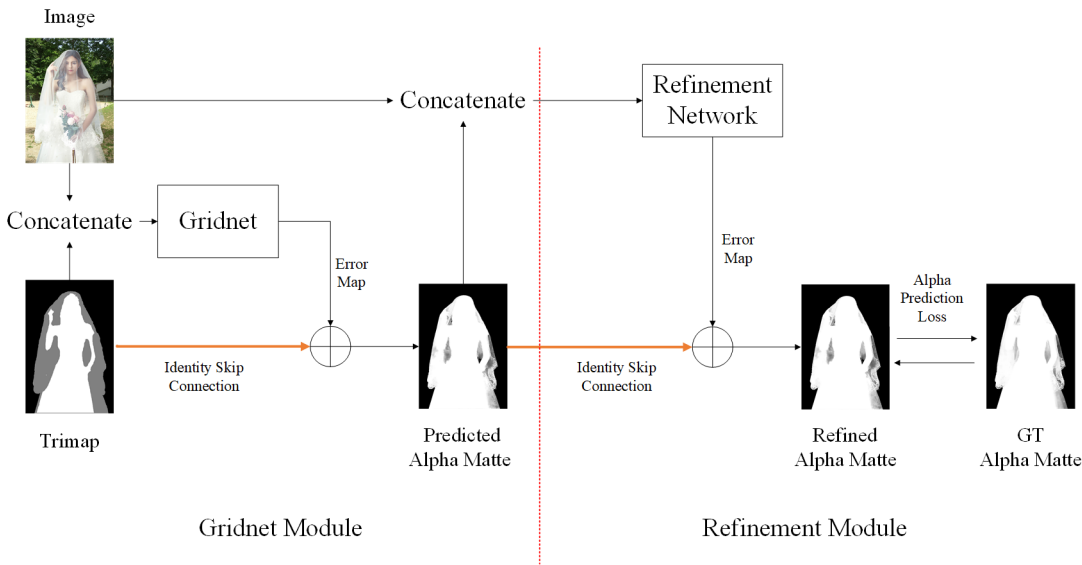 Image
Concatenate
Refinement
Network
Concatenate
Gridnet
Error
Map
Error
Map
Alpha
Prediction
Loss
Identity Skip
Connection
Identity Skip
Connection
Trimap
Predicted
Alpha Matte
Refined
Alpha Matte
GT
Alpha Matte
Gridnet Module
Refinement Module